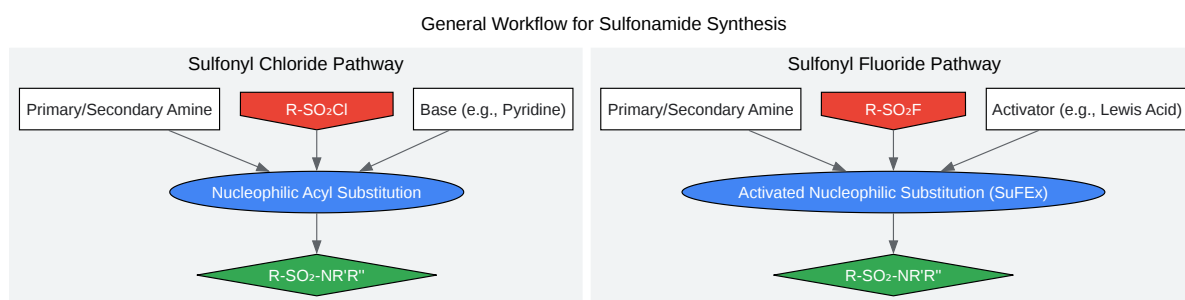 General Workflow for Sulfonamide Synthesis
Sulfonyl Chloride Pathway
Primary/Secondary Amine
R-SO₂Cl
Base (e.g., Pyridine)
Nucleophilic Acyl Substitution
R-SO₂-NR'R"
Sulfonyl Fluoride Pathway
Primary/Secondary Amine
R-SO₂F
Activator (e.g., Lewis Acid)
Activated Nucleophilic Substitution (SuFEx)
R-SO₂-NR'R"